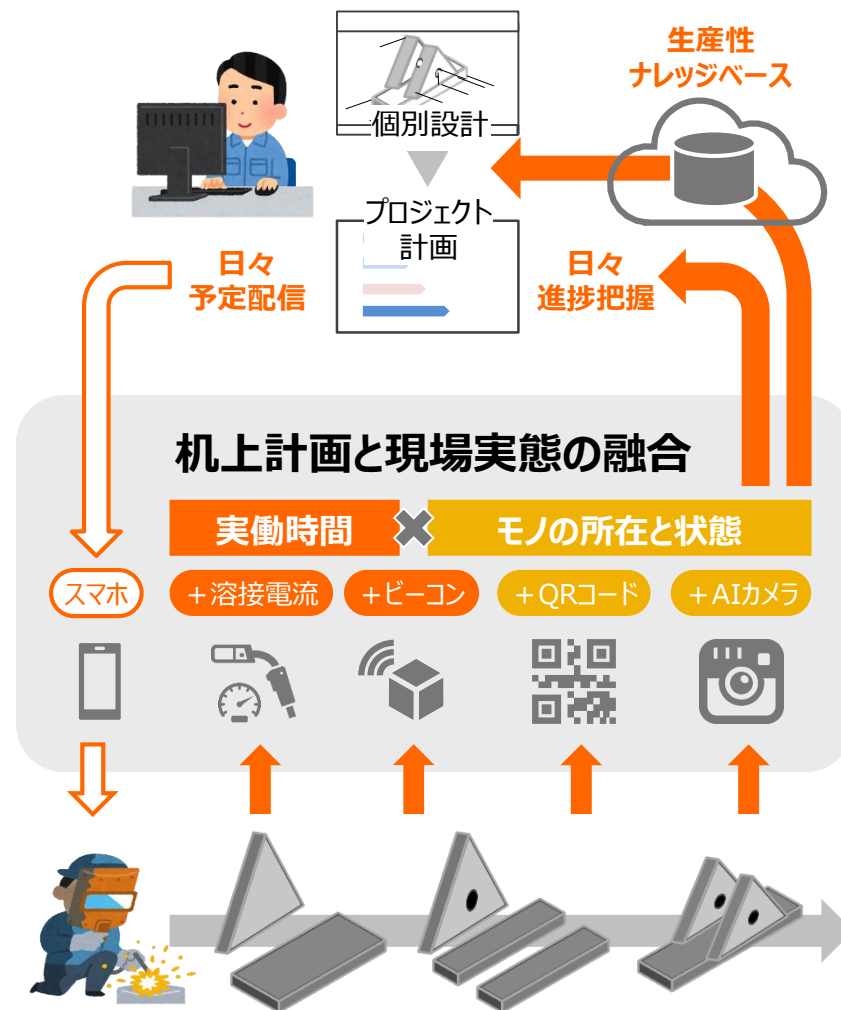 生産性
ナレッジベース
個別設計
プロジェクト
計画
日々
予定配信
日々
進捗把握
机上計画と現場実態の融合
実働時間
モノの所在と状態
スマホ
＋溶接電流
＋ビーコン
＋QRコード
＋AIカメラ